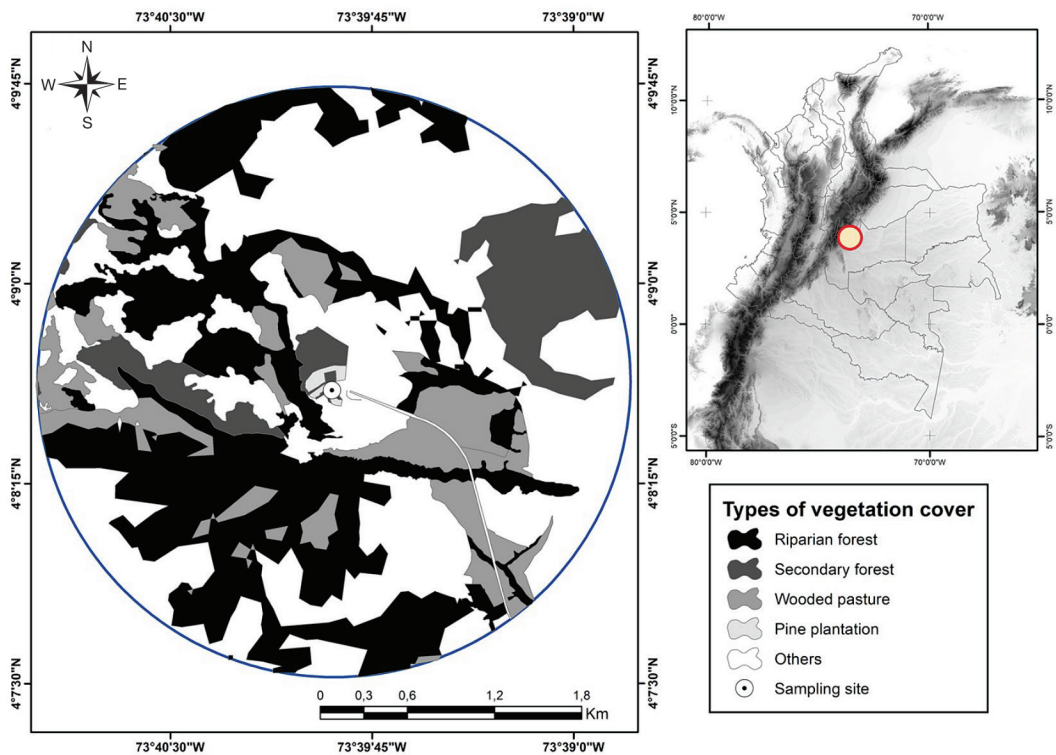 73°40'30"W 73°39'45"W 73°39'0"W
80°0'0"W 70°0'0"W
N
W E
S
4°9'45"N 4°9'45"N
10°0'0"N 10°0'0"N
5°0'0"N 5°0'0"N
4°9'0"N 4°9'0"N
0°0'0" 0°0'0"
4°8'15"N 4°8'15"N
5°0'0"S 5°0'0"S
80°0'0"W 70°0'0"W
Types of vegetation cover
Riparian forest
Secondary forest
Wooded pasture
Pine plantation
Others
Sampling site
4°7'30"N 4°7'30"N
0 0,3 0,6 1,2 1,8
Km
73°40'30"W 73°39'45"W 73°39'0"W